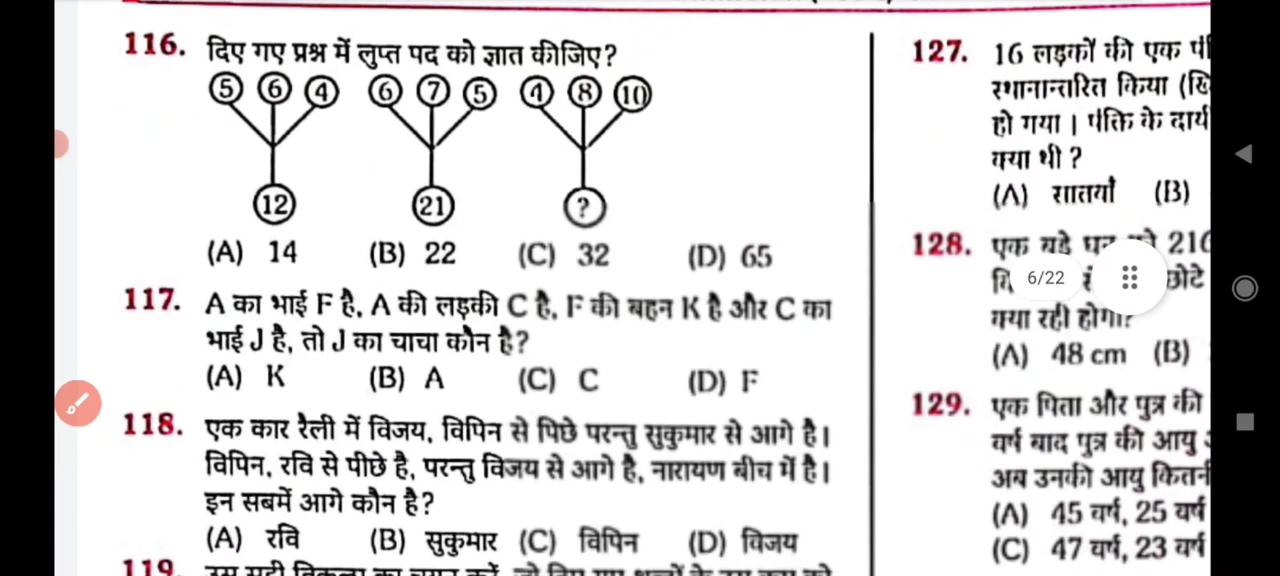 116. दिए गए प्रश्न में लुप्त पद को ज्ञात कीजिए?
5 6 4 6 7 5 4 8 10
12 21 ?
(A) 14 (B) 22 (C) 32 (D) 65
117. A का भाई F है, A की लड़की C है, F की बहन K है और C का
भाई J है, तो J का चाचा कौन है?
(A) K (B) A (C) C (D) F
118. एक कार रैली में विजय, विपिन से पिछे परन्तु सुकुमार से आगे है।
विपिन, रवि से पीछे है, परन्तु विजय से आगे है, नारायण बीच में है।
इन सबमें आगे कौन है?
(A) रवि (B) सुकुमार (C) विपिन (D) विजय
119.
127. 16 लड़कों की एक
स्थानान्तरित किया
हो गया। पंक्ति के
क्या थी?
(A) सातवाँ (B)
128. एक बड़े
6/22
क्या रही होगी?
(A) 48 cm (B)
129. एक पिता और पुत्र की
वर्ष बाद पुत्र की आयु
अब उनकी आयु
(A) 45 वर्ष, 25 वर्ष
(C) 47 वर्ष, 23 वर्ष